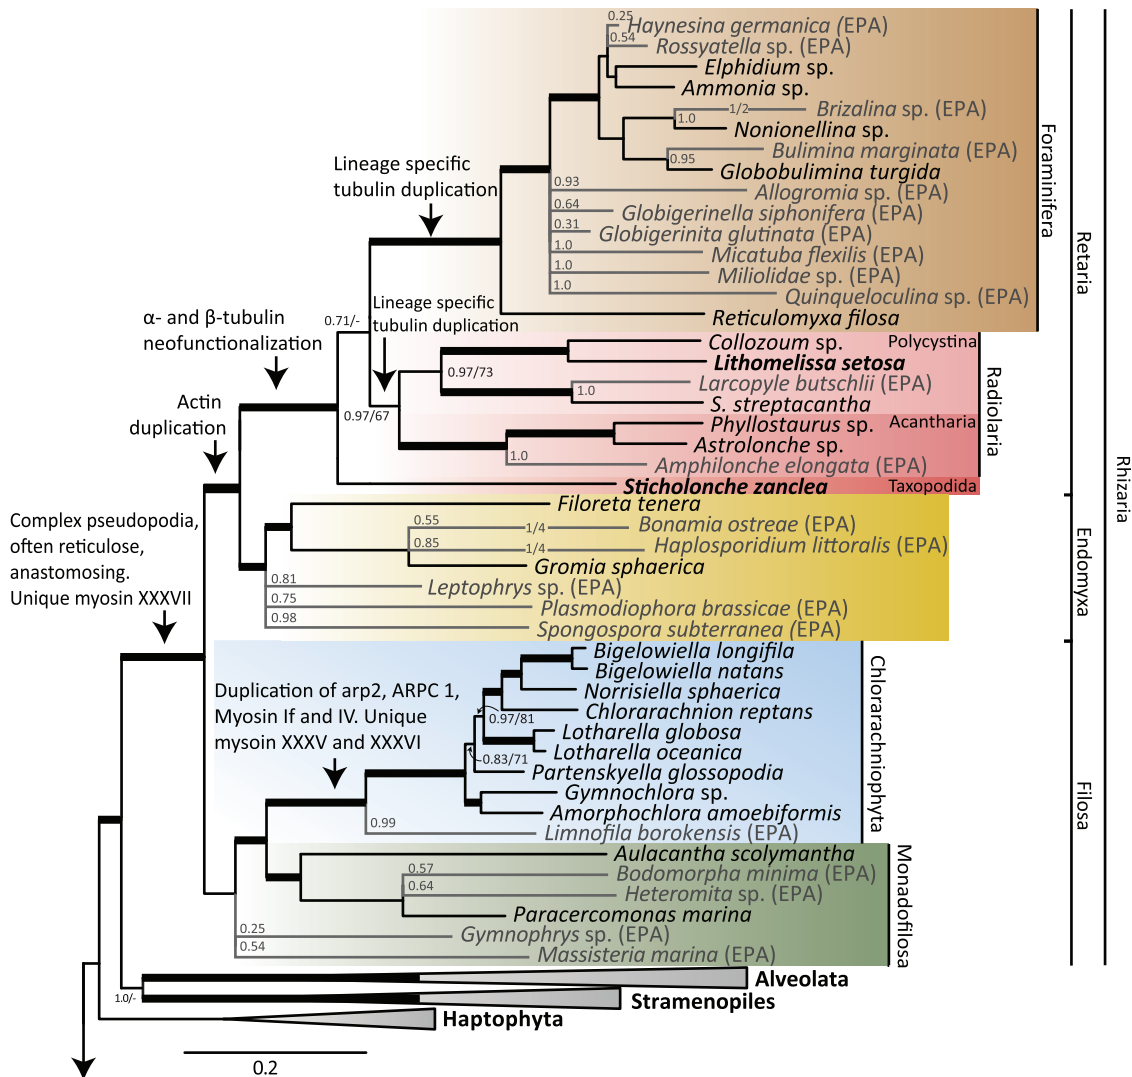 0.25
Haynesina germanica (EPA)
0.54
Rossyatella sp. (EPA)
Elphidium sp.
Ammonia sp.
1/2
Brizalina sp. (EPA)
1.0
Nonionellina sp.
Bulimina marginata (EPA)
0.95
Globobulimina turgida
0.93
Allogromia sp. (EPA)
0.64
Globigerinella siphonifera (EPA)
0.31
Globigerinita glutinata (EPA)
1.0
Micatuba flexilis (EPA)
1.0
Miliolidae sp. (EPA)
1.0
Quinqueloculina sp. (EPA)
Reticulomyxa filosa
Foraminifera
Lineage specific
tubulin duplication
Lineage specific
tubulin duplication
α- and β-tubulin
neofunctionalization
0.71/-
Collozoum sp.
Polycystina
Lithomelissa setosa
0.97/73
Larcopyle butschlii (EPA)
1.0
S. streptacantha
0.97/67
Phyllostaurus sp.
Acantharia
Astrolonche sp.
1.0
Amphilonche elongata (EPA)
Radiolaria
Sticholonche zanclea
Taxopodida
Retaria
Actin
duplication
Filoreta tenera
0.55
1/4
Bonamia ostreae (EPA)
0.85
1/4
Haplosporidium littoralis (EPA)
Gromia sphaerica
0.81
Leptophrys sp. (EPA)
0.75
Plasmodiophora brassicae (EPA)
0.98
Spongospora subterranea (EPA)
Endomyxa
Rhizaria
Complex pseudopodia,
often reticulose,
anastomosing.
Unique myosin XXXVII
Bigelowiella longifila
Bigelowiella natans
Norrisiella sphaerica
Chlorarachnion reptans
0.97/81
Lotharella globosa
Lotharella oceanica
0.83/71
Partenskyella glossopodia
Gymnochlora sp.
Amorphochlora amoebiformis
0.99
Limnofila borokensis (EPA)
Chlorarachniophyta
Duplication of arp2, ARPC 1,
Myosin If and IV. Unique
mysoin XXXV and XXXVI
Aulacantha scolymantha
0.57
Bodomorpha minima (EPA)
0.64
Heteromita sp. (EPA)
Paracercomonas marina
0.25
Gymnophrys sp. (EPA)
0.54
Massisteria marina (EPA)
Monadofilosa
Filosa
Alveolata
1.0/-
Stramenopiles
Haptophyta
0.2